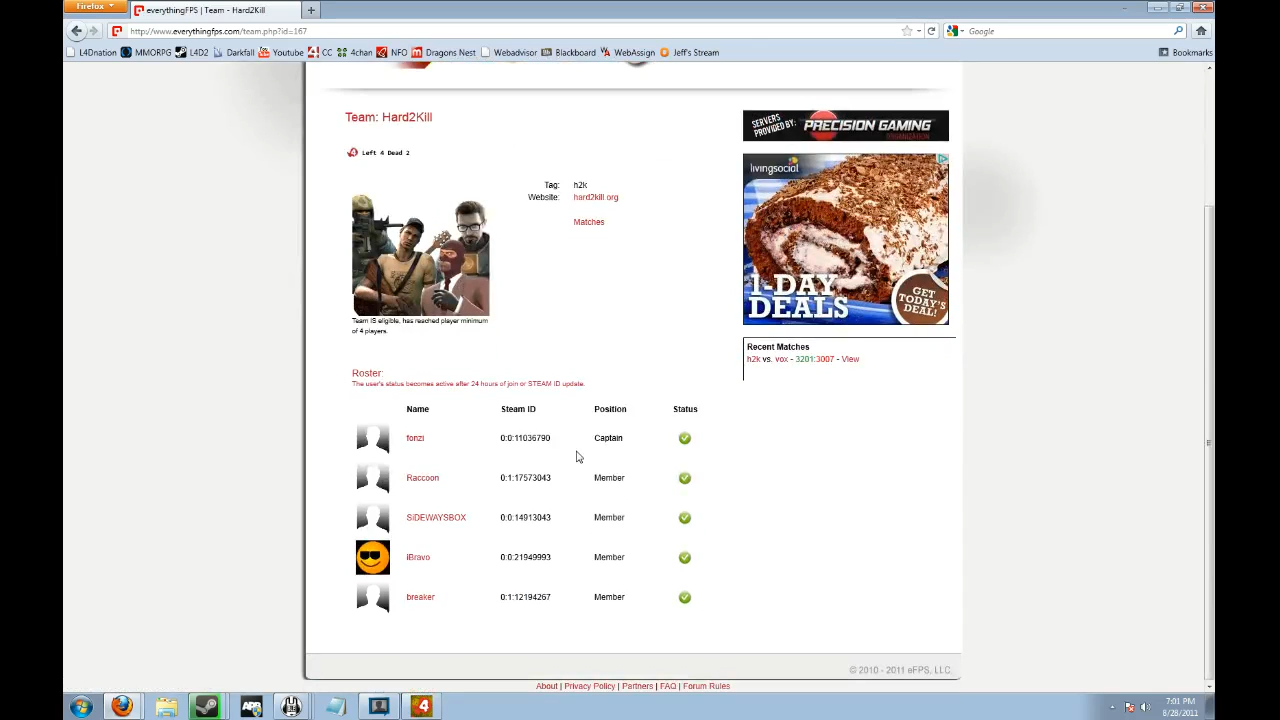 Firefox
everythingFPS | Team - Hard2Kill
http://www.everythingfps.com/team.php?id=167
Google
L4Dnation MMORPG L4D2 Darkfall Youtube CC 4chan NFO Dragons Nest Webadvisor Blackboard WebAssign Jeff's Stream Bookmarks
Team: Hard2Kill
SERVERS PROVIDED BY: PRECISION GAMING ORGANIZATION
Left 4 Dead 2
livingsocial
Tag: h2k
Website: hard2kill org
Matches
1-DAY DEALS
GET TODAY'S DEAL!
Team IS eligible, has reached player minimum
of 4 players.
Recent Matches
h2k vs. vox - 3201:3007 - View
Roster:
The user's status becomes active after 24 hours of join or STEAM ID update.
Name Steam ID Position Status
fonzi 0:0:11036790 Captain
Raccoon 0:1:17573043 Member
SiDEWAYSBOX 0:0:14913043 Member
iBravo 0:0:21949993 Member
breaker 0:1:12194267 Member
© 2010 - 2011 eFPS, LLC.
About | Privacy Policy | Partners | FAQ | Forum Rules
APB
4
7:01 PM
8/28/2011